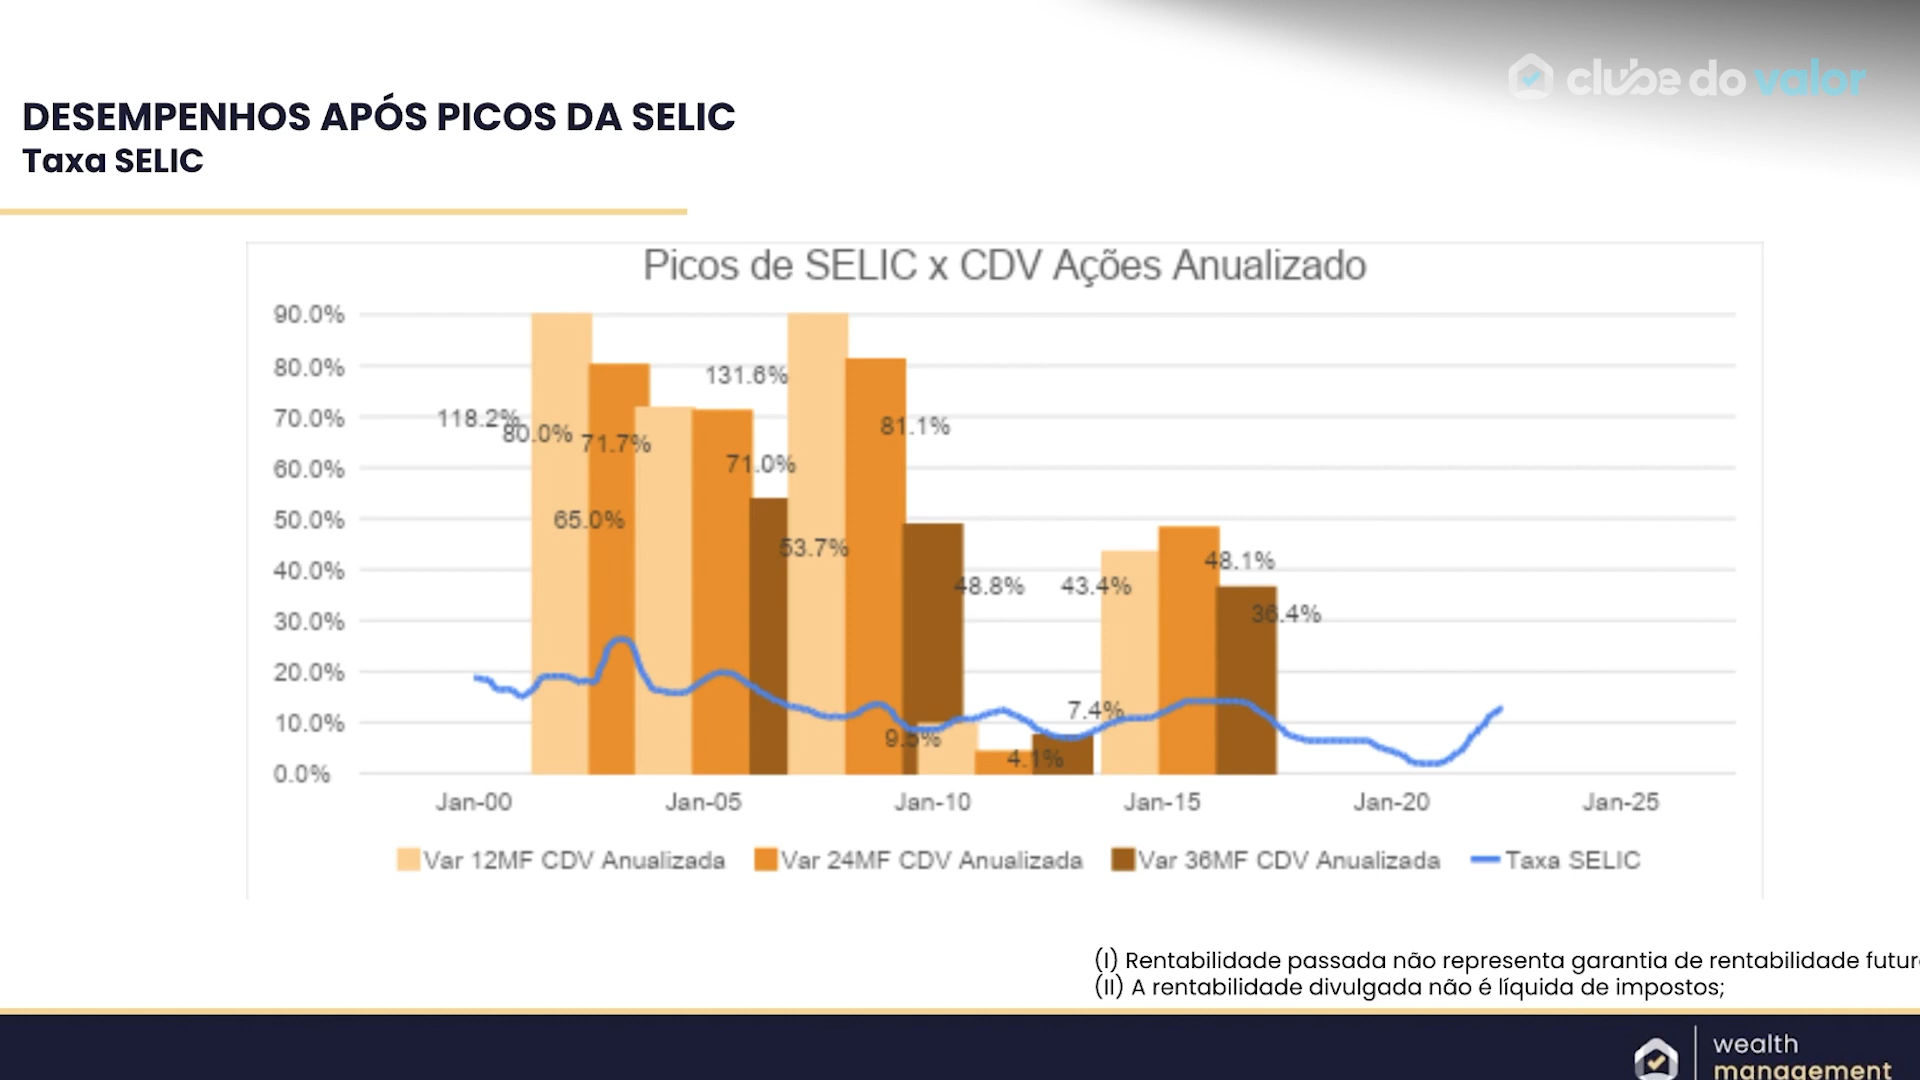 clube do valor
DESEMPENHOS APÓS PICOS DA SELIC
Taxa SELIC
Picos de SELIC x CDV Ações Anualizado
90.0%
80.0%
70.0%
60.0%
50.0%
40.0%
30.0%
20.0%
10.0%
0.0%
118.2%
80.0%
65.0%
71.7%
71.0%
53.7%
131.6%
81.1%
48.8%
4.1%
7.4%
43.4%
48.1%
36.4%
Jan-00 Jan-05 Jan-10 Jan-15 Jan-20 Jan-25
Var 12MF CDV Anualizada Var 24MF CDV Anualizada Var 36MF CDV Anualizada Taxa SELIC
(I) Rentabilidade passada não representa garantia de rentabilidade futur
(II) A rentabilidade divulgada não é líquida de impostos;
wealth
management